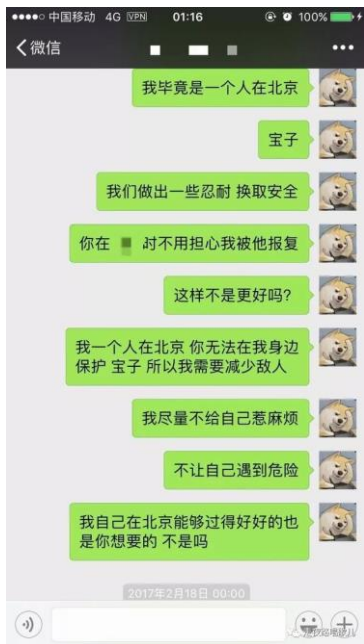 中国移动 4G VPN 01:16 100%
微信
我毕竟是一个人在北京
宝子
我们做出一些忍耐 换取安全
你在 时不用担心我被他报复
这样不是更好吗?
我一个人在北京 你无法在我身边
保护 宝子 所以我需要减少敌人
我尽量不给自己惹麻烦
不让自己遇到危险
我自己在北京能够过得好好的也
是你想要的 不是吗
2017年2月18日 00:00